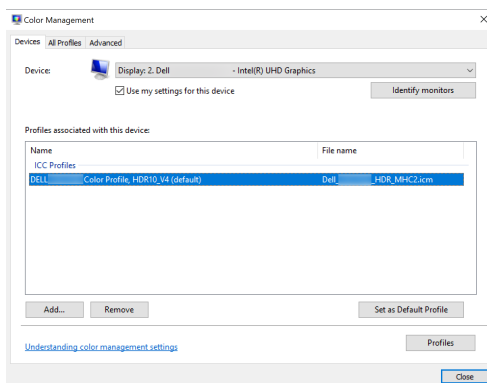 Color Management
Devices All Profiles Advanced
Device: Display: 2. Dell - Intel(R) UHD Graphics
Use my settings for this device Identify monitors
Profiles associated with this device:
Name File name
ICC Profiles
DELL Color Profile, HDR10_V4 (default) Dell_ _HDR_MHC2.icm
Add... Remove Set as Default Profile
Understanding color management settings Profiles
Close